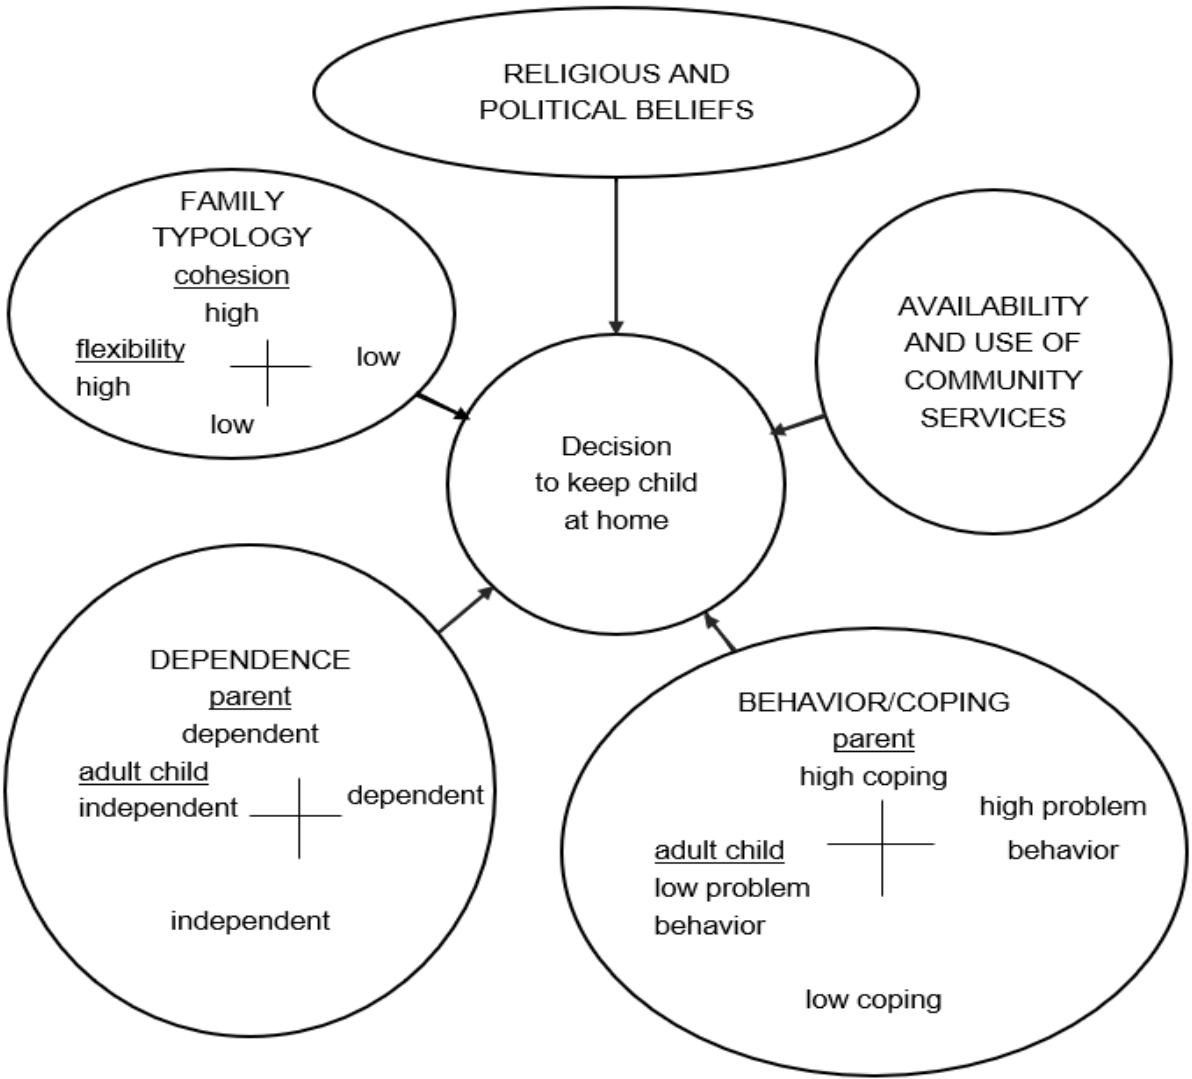 RELIGIOUS AND
POLITICAL BELIEFS
FAMILY
TYPOLOGY
cohesion
high
flexibility
high
low
low
AVAILABILITY
AND USE OF
COMMUNITY
SERVICES
Decision
to keep child
at home
DEPENDENCE
parent
dependent
adult child
independent
dependent
independent
BEHAVIOR/COPING
parent
high coping
high problem
behavior
adult child
low problem
behavior
low coping